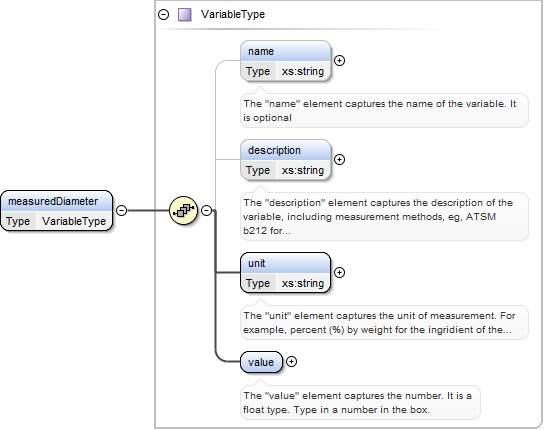 VariableType
name
Type xs:string
The "name" element captures the name of the variable. It
is optional
description
Type xs:string
The "description" element captures the description of the
variable, including measurement methods, eg, ATSM
b212 for...
measuredDiameter
Type VariableType
unit
Type xs:string
The "unit" element captures the unit of measurement. For
example, percent (%) by weight for the ingridient of the...
value
The "value" element captures the number. It is a
float type. Type in a number in the box.